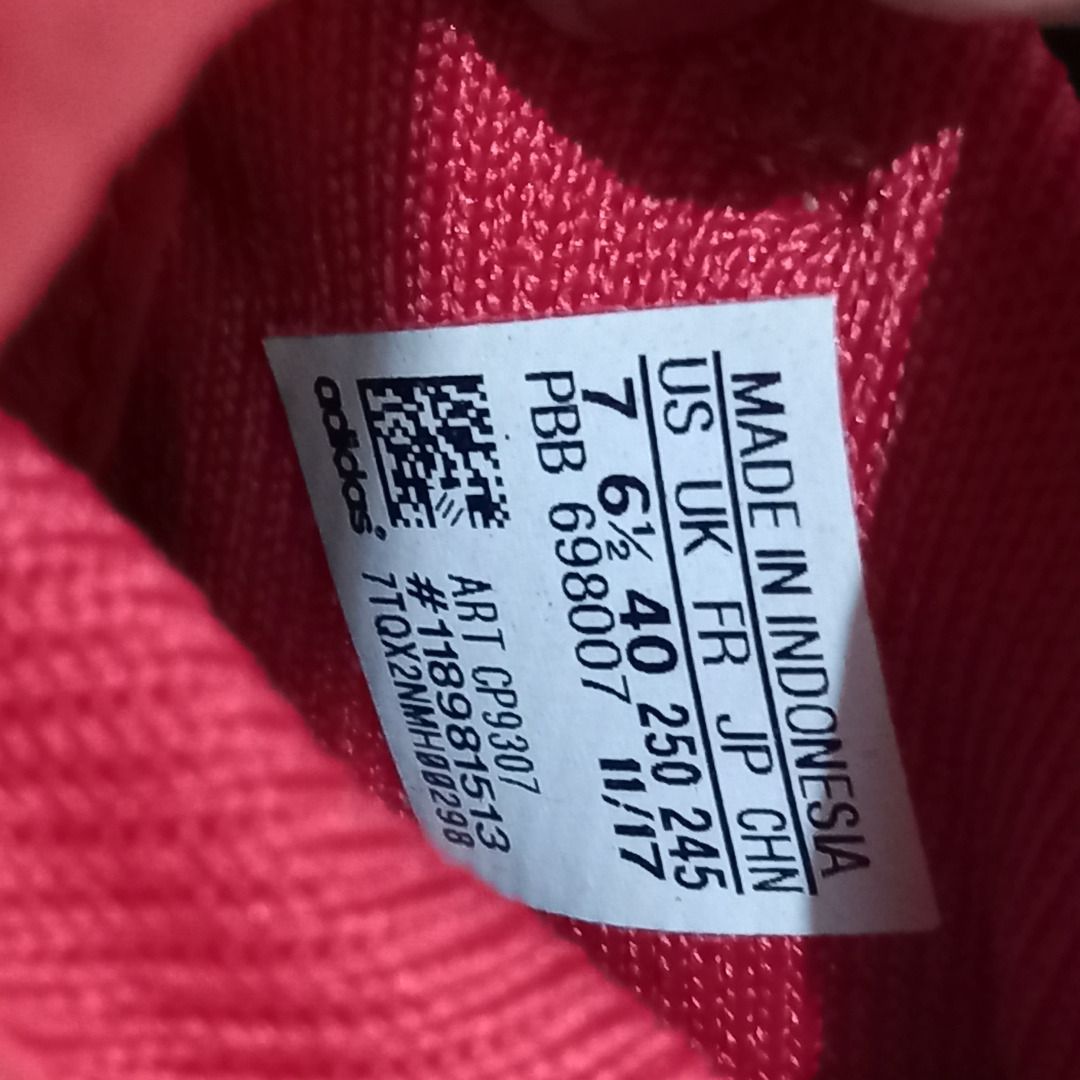 MADE IN INDONESIA
US UK FR JP CHN
7 6½ 40 250 245
PBB 698007 11/17
ART CP9307
#118981513
7TQX2NMH00298
adidas